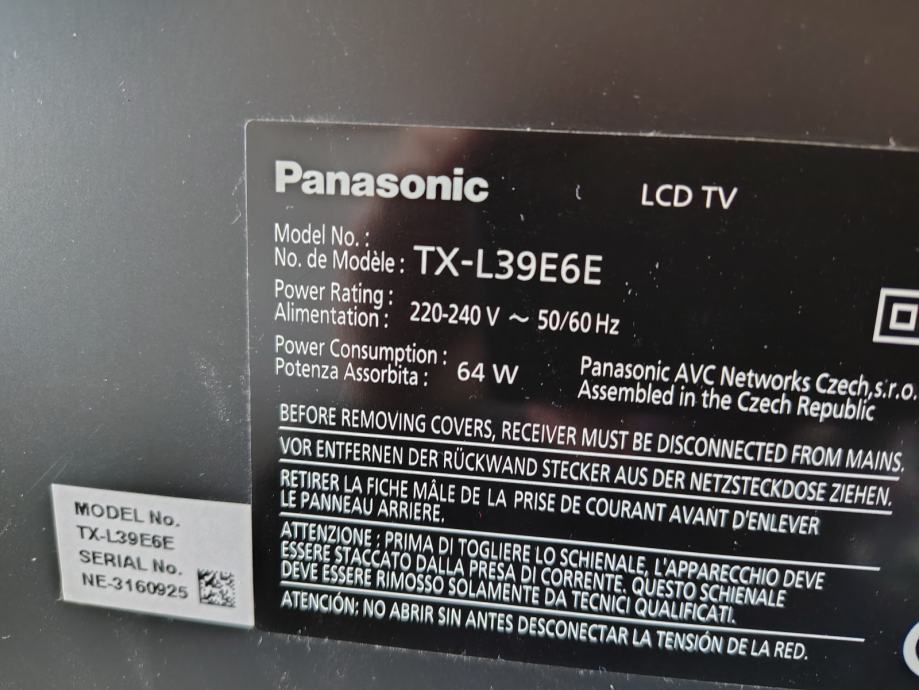 Panasonic
LCD TV
Model No. :
No. de Modèle : TX-L39E6E
Power Rating :
Alimentation : 220-240 V ~ 50/60 Hz
Power Consumption :
Potenza Assorbita : 64 W
Panasonic AVC Networks Czech,s.r.o.
Assembled in the Czech Republic
BEFORE REMOVING COVERS, RECEIVER MUST BE DISCONNECTED FROM MAINS.
VOR ENTFERNEN DER RÜCKWAND STECKER AUS DER NETZSTECKDOSE ZIEHEN.
RETIRER LA FICHE MÂLE DE LA PRISE DE COURANT AVANT D'ENLEVER
LE PANNEAU ARRIERE.
ATTENZIONE : PRIMA DI TOGLIERE LO SCHIENALE, L'APPARECCHIO DEVE
ESSERE STACCATO DALLA PRESA DI CORRENTE. QUESTO SCHIENALE
DEVE ESSERE RIMOSSO SOLAMENTE DA TECNICI QUALIFICATI.
ATENCIÓN: NO ABRIR SIN ANTES DESCONECTAR LA TENSIÓN DE LA RED.
MODEL No.
TX-L39E6E
SERIAL No.
NE-3160925